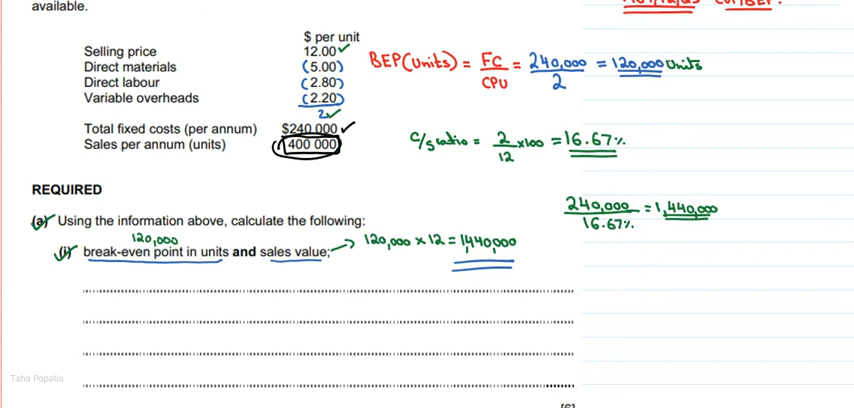 available.
$ per unit
Selling price 12.00
Direct materials (5.00)
Direct labour (2.80)
Variable overheads (2.20)
2
Total fixed costs (per annum) $240 000
Sales per annum (units) 400 000
BEP(Units) = FC/CPU = 240,000/2 = 120,000 Units
C/S ratio = 2/12 x100 = 16.67%
240,000/16.67% = 1,440,000
REQUIRED
(a) Using the information above, calculate the following:
120,000
(i) break-even point in units and sales value; → 120,000 x 12 = 1,440,000
Taha Popatia